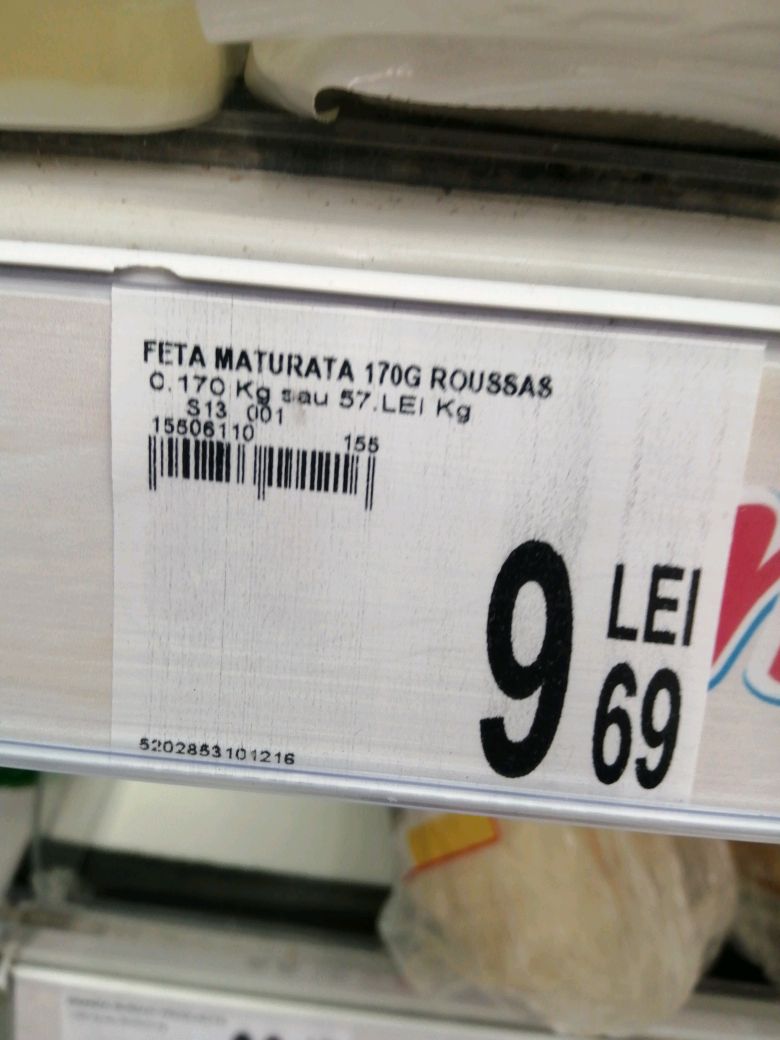 FETA MATURATA 170G ROUSSAS
0.170 Kg sau 57.LEI Kg
S13 001
15506110 155
9 LEI
69
5202853101216